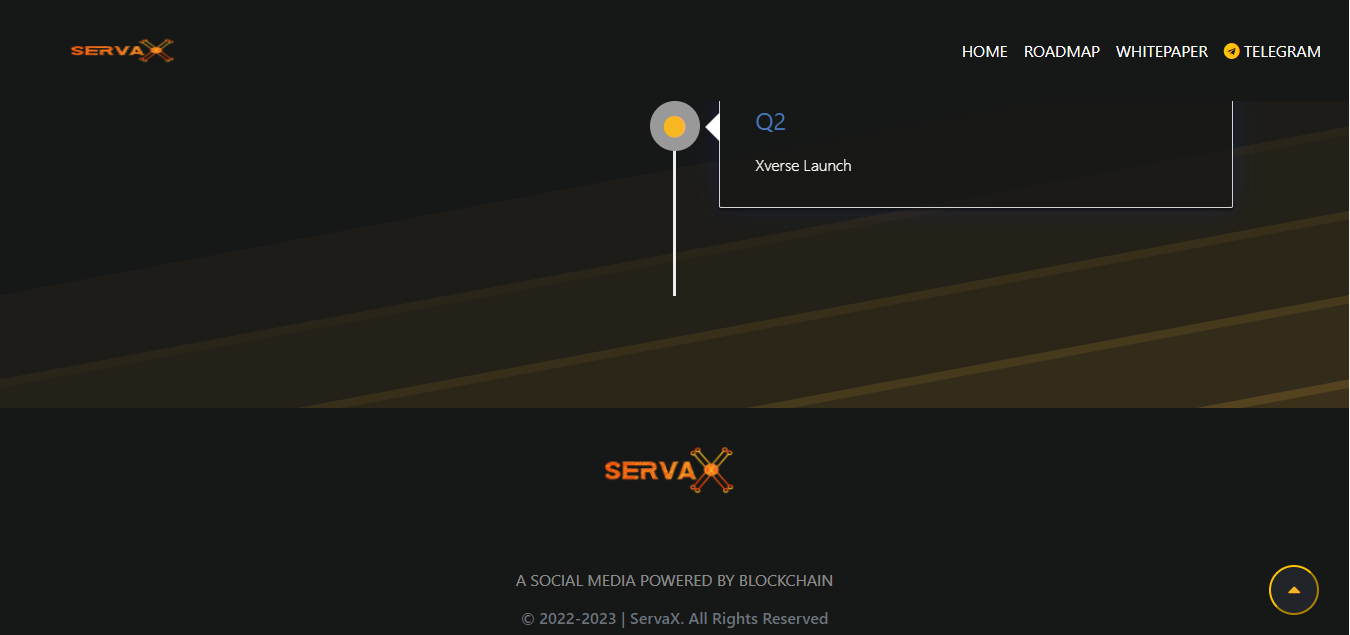 SERVAX
HOME ROADMAP WHITEPAPER TELEGRAM
Q2
Xverse Launch
SERVAX
A SOCIAL MEDIA POWERED BY BLOCKCHAIN
© 2022-2023 | ServaX. All Rights Reserved